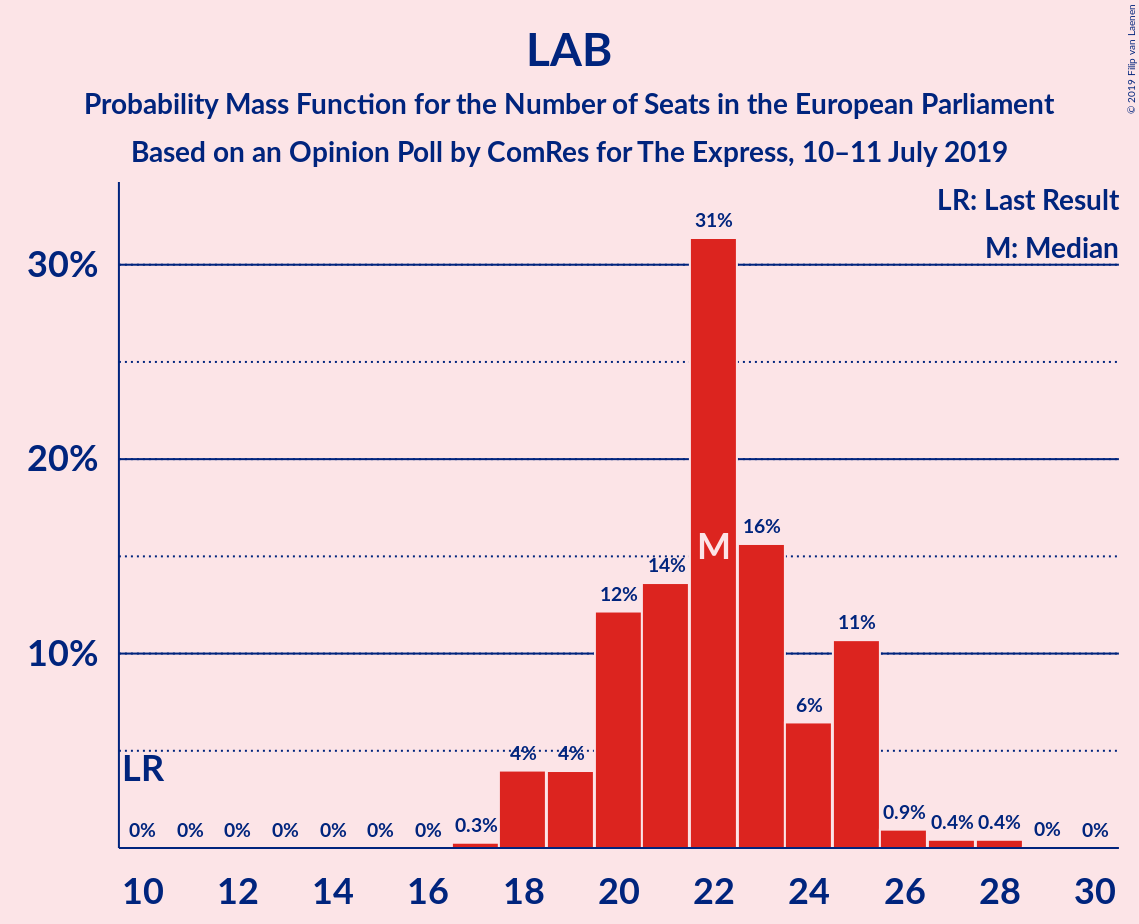 © 2019 Filip van Laenen
LAB
Probability Mass Function for the Number of Seats in the European Parliament
Based on an Opinion Poll by ComRes for The Express, 10–11 July 2019
LR: Last Result
M: Median
30%
20%
10%
31%
16%
M
14%
12%
11%
6%
4% 4%
LR
0% 0% 0% 0% 0% 0% 0% 0.3% 0.9% 0.4% 0.4% 0% 0%
10 12 14 16 18 20 22 24 26 28 30